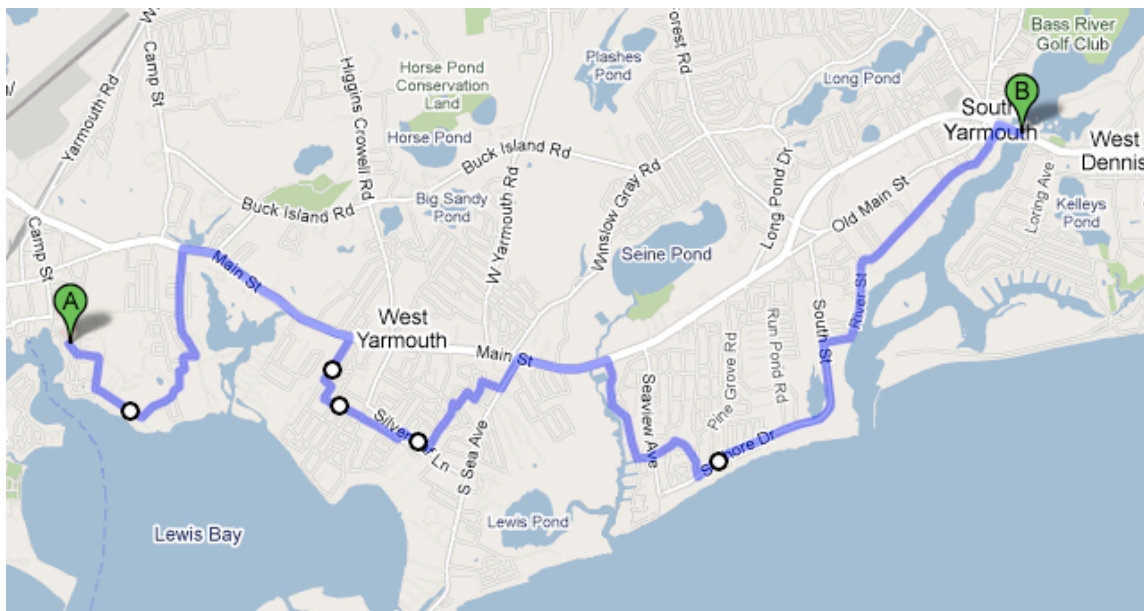 Bass River
Golf Club
B
South
Yarmouth
West
Dennis
Loring Ave
Kelleys
Pond
Forest Rd
Plashes
Pond
Long Pond
Long Pond Dr
Old Main St
Horse Pond
Conservation
Land
Horse Pond
Higgins Crowell Rd
Camp St
Yarmouth Rd
Buck Island Rd
Buck Island Rd
Big Sandy
Pond
W Yarmouth Rd
Winslow Gray Rd
Seine Pond
Camp St
A
Main St
West
Yarmouth
Main St
River St
South St
Run Pond Rd
Pine Grove Rd
Seaview Ave
S Sea Ave
Lewis Pond
Lewis Bay